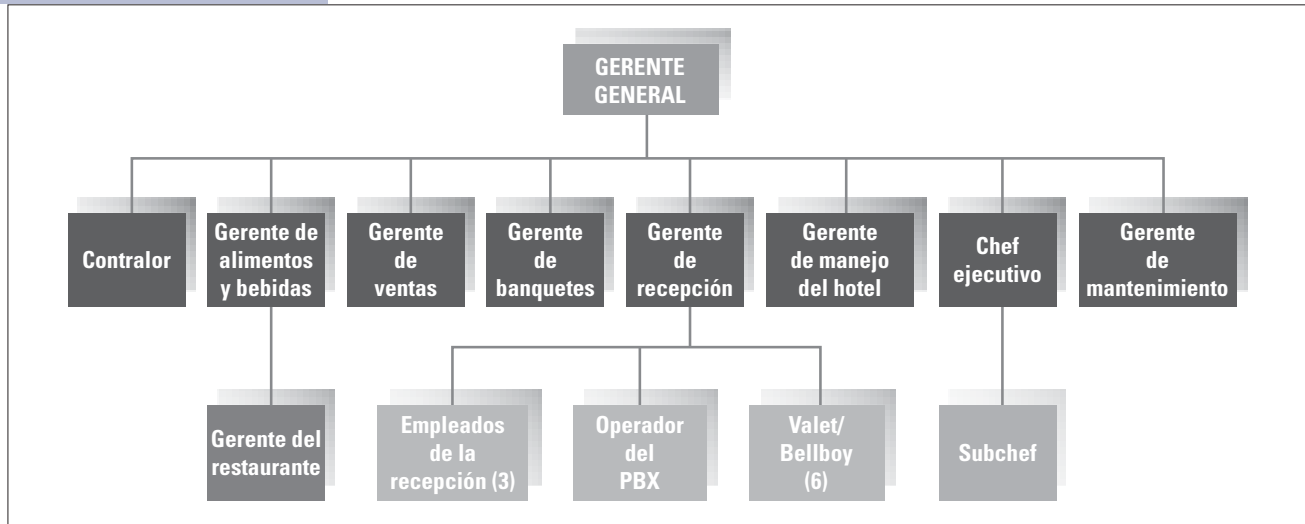 GERENTE
GENERAL
Contralor
Gerente de
alimentos
y bebidas
Gerente
de
ventas
Gerente
de
banquetes
Gerente
de
recepción
Gerente
de manejo
del hotel
Chef
ejecutivo
Gerente
de
mantenimiento
Gerente del
restaurante
Empleados
de la
recepción (3)
Operador
del
PBX
Valet/
Bellboy
(6)
Subchef